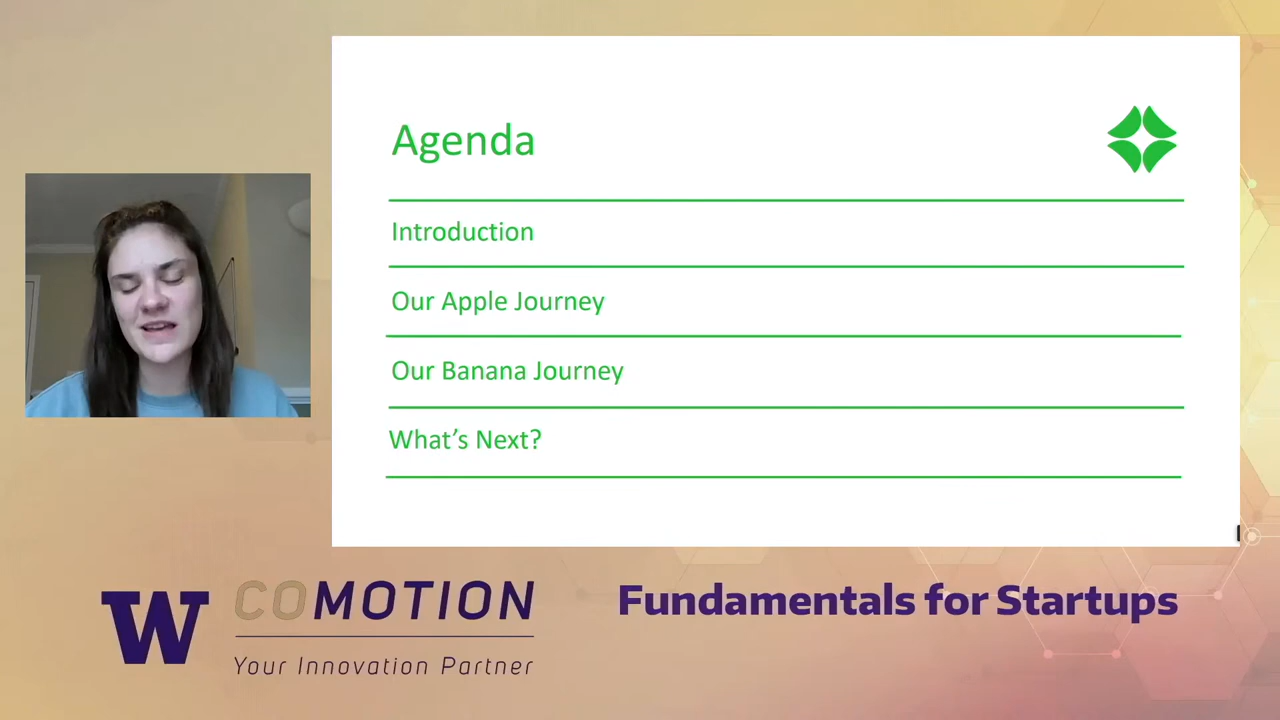 Agenda
Introduction
Our Apple Journey
Our Banana Journey
What's Next?
W
COMOTION
Your Innovation Partner
Fundamentals for Startups